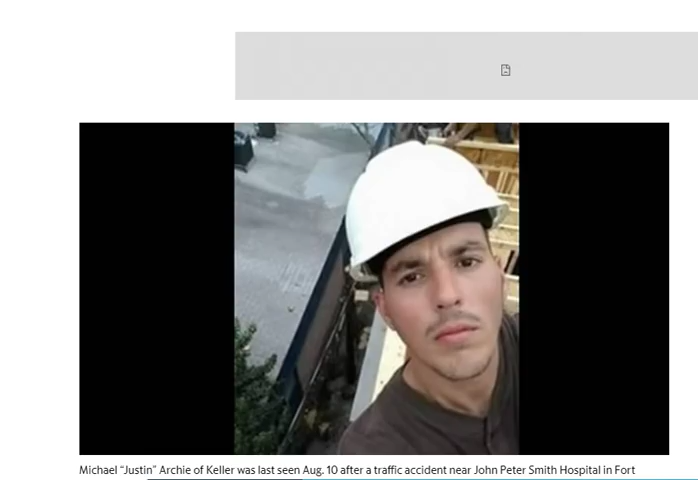 Michael “Justin” Archie of Keller was last seen Aug. 10 after a traffic accident near John Peter Smith Hospital in Fort